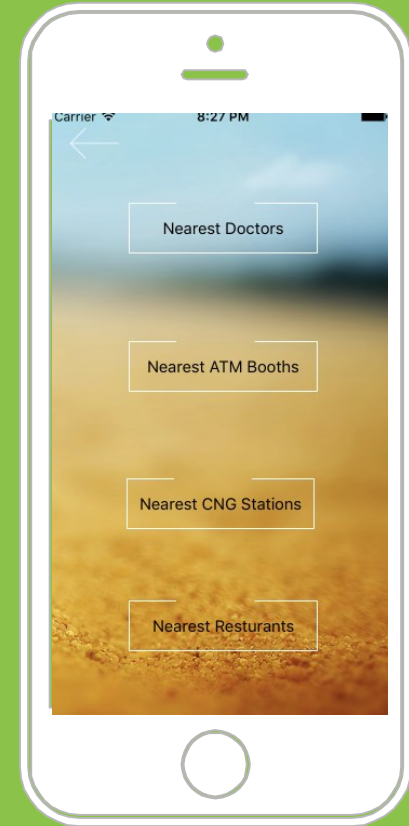 Carrier 8:27 PM
Nearest Doctors
Nearest ATM Booths
Nearest CNG Stations
Nearest Resturants